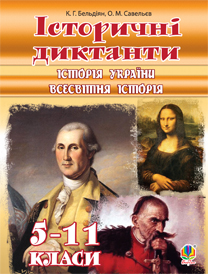 К. Г. Бельдіян, О. М. Савельєв
Історичні
диктанти
ІСТОРІЯ УКРАЇНИ
ВСЕСВІТНЯ ІСТОРІЯ
5-11
КЛАСИ